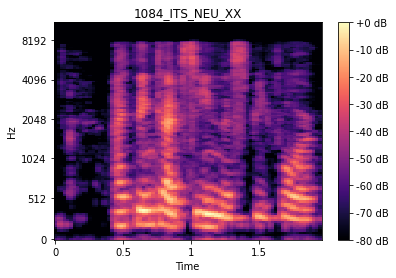 1084_ITS_NEU_XX
8192
4096
2048
1024
512
0
Hz
0
0.5
1
1.5
Time
+0 dB
-10 dB
-20 dB
-30 dB
-40 dB
-50 dB
-60 dB
-70 dB
-80 dB